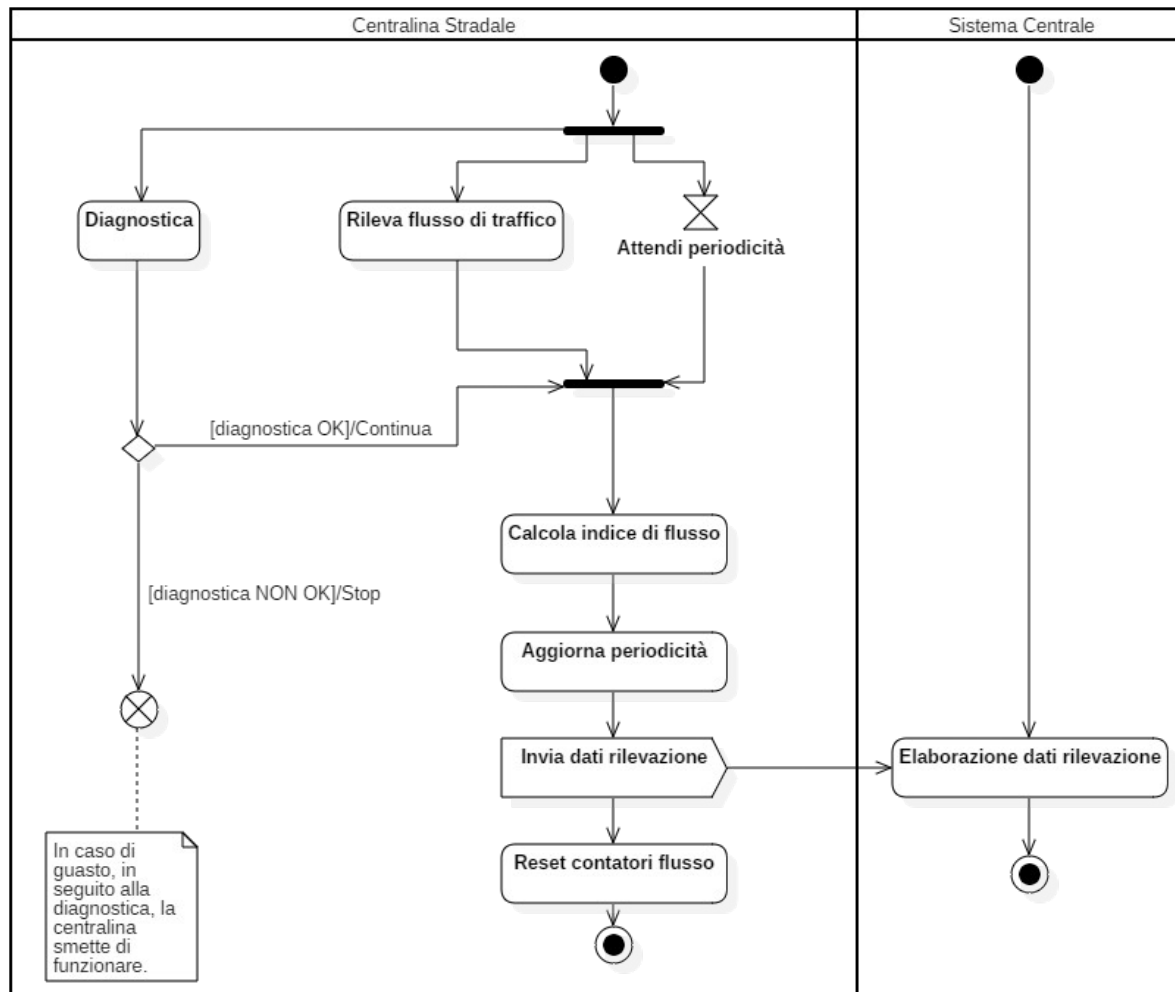 Centralina Stradale
Sistema Centrale
Diagnostica
Rileva flusso di traffico
Attendi periodicità
[diagnostica OK]/Continua
Calcola indice di flusso
[diagnostica NON OK]/Stop
Aggiorna periodicità
Invia dati rilevazione
Elaborazione dati rilevazione
Reset contatori flusso
In caso di
guasto, in
seguito alla
diagnostica, la
centralina
smette di
funzionare.